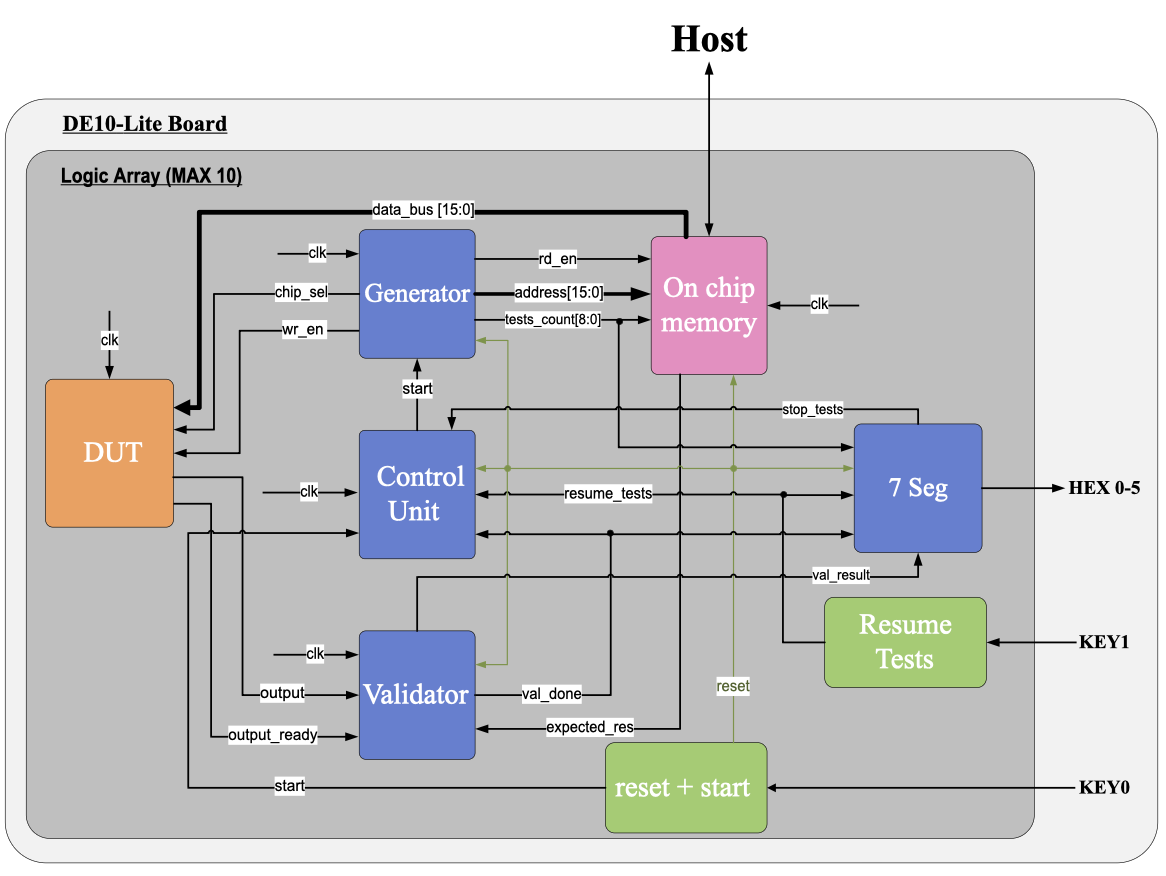 Host
DE10-Lite Board
Logic Array (MAX 10)
data_bus [15:0]
clk
rd_en
Generator
chip_sel
address[15:0]
On chip
memory
clk
tests_count[8:0]
wr_en
clk
start
stop_tests
DUT
Control
Unit
clk
resume_tests
7 Seg
HEX 0-5
val_result
Resume
Tests
KEY1
clk
output
Validator
val_done
reset
output_ready
expected_res
start
reset + start
KEY0